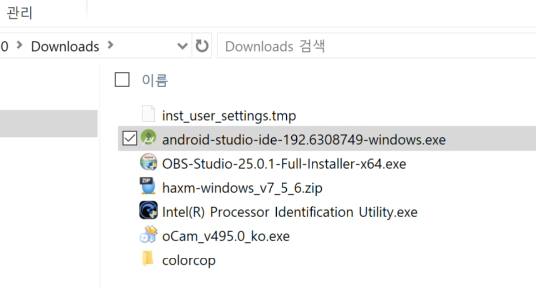 관리
0 > Downloads >
Downloads 검색
이름
inst_user_settings.tmp
android-studio-ide-192.6308749-windows.exe
OBS-Studio-25.0.1-Full-Installer-x64.exe
ZIP
haxm-windows_v7_5_6.zip
Intel(R) Processor Identification Utility.exe
oCam_v495.0_ko.exe
colorcop